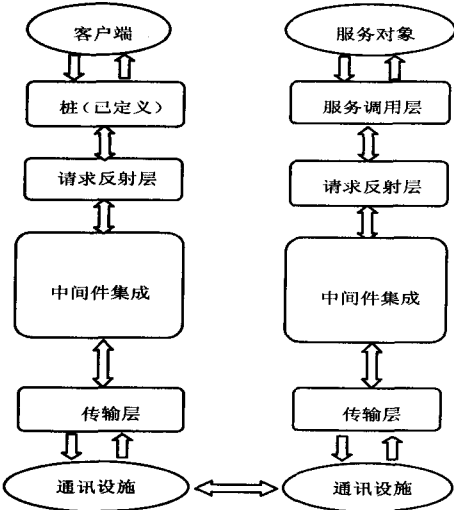 客户端
桩(已定义)
请求反射层
中间件集成
传输层
通讯设施
服务对象
服务调用层
请求反射层
中间件集成
传输层
通讯设施